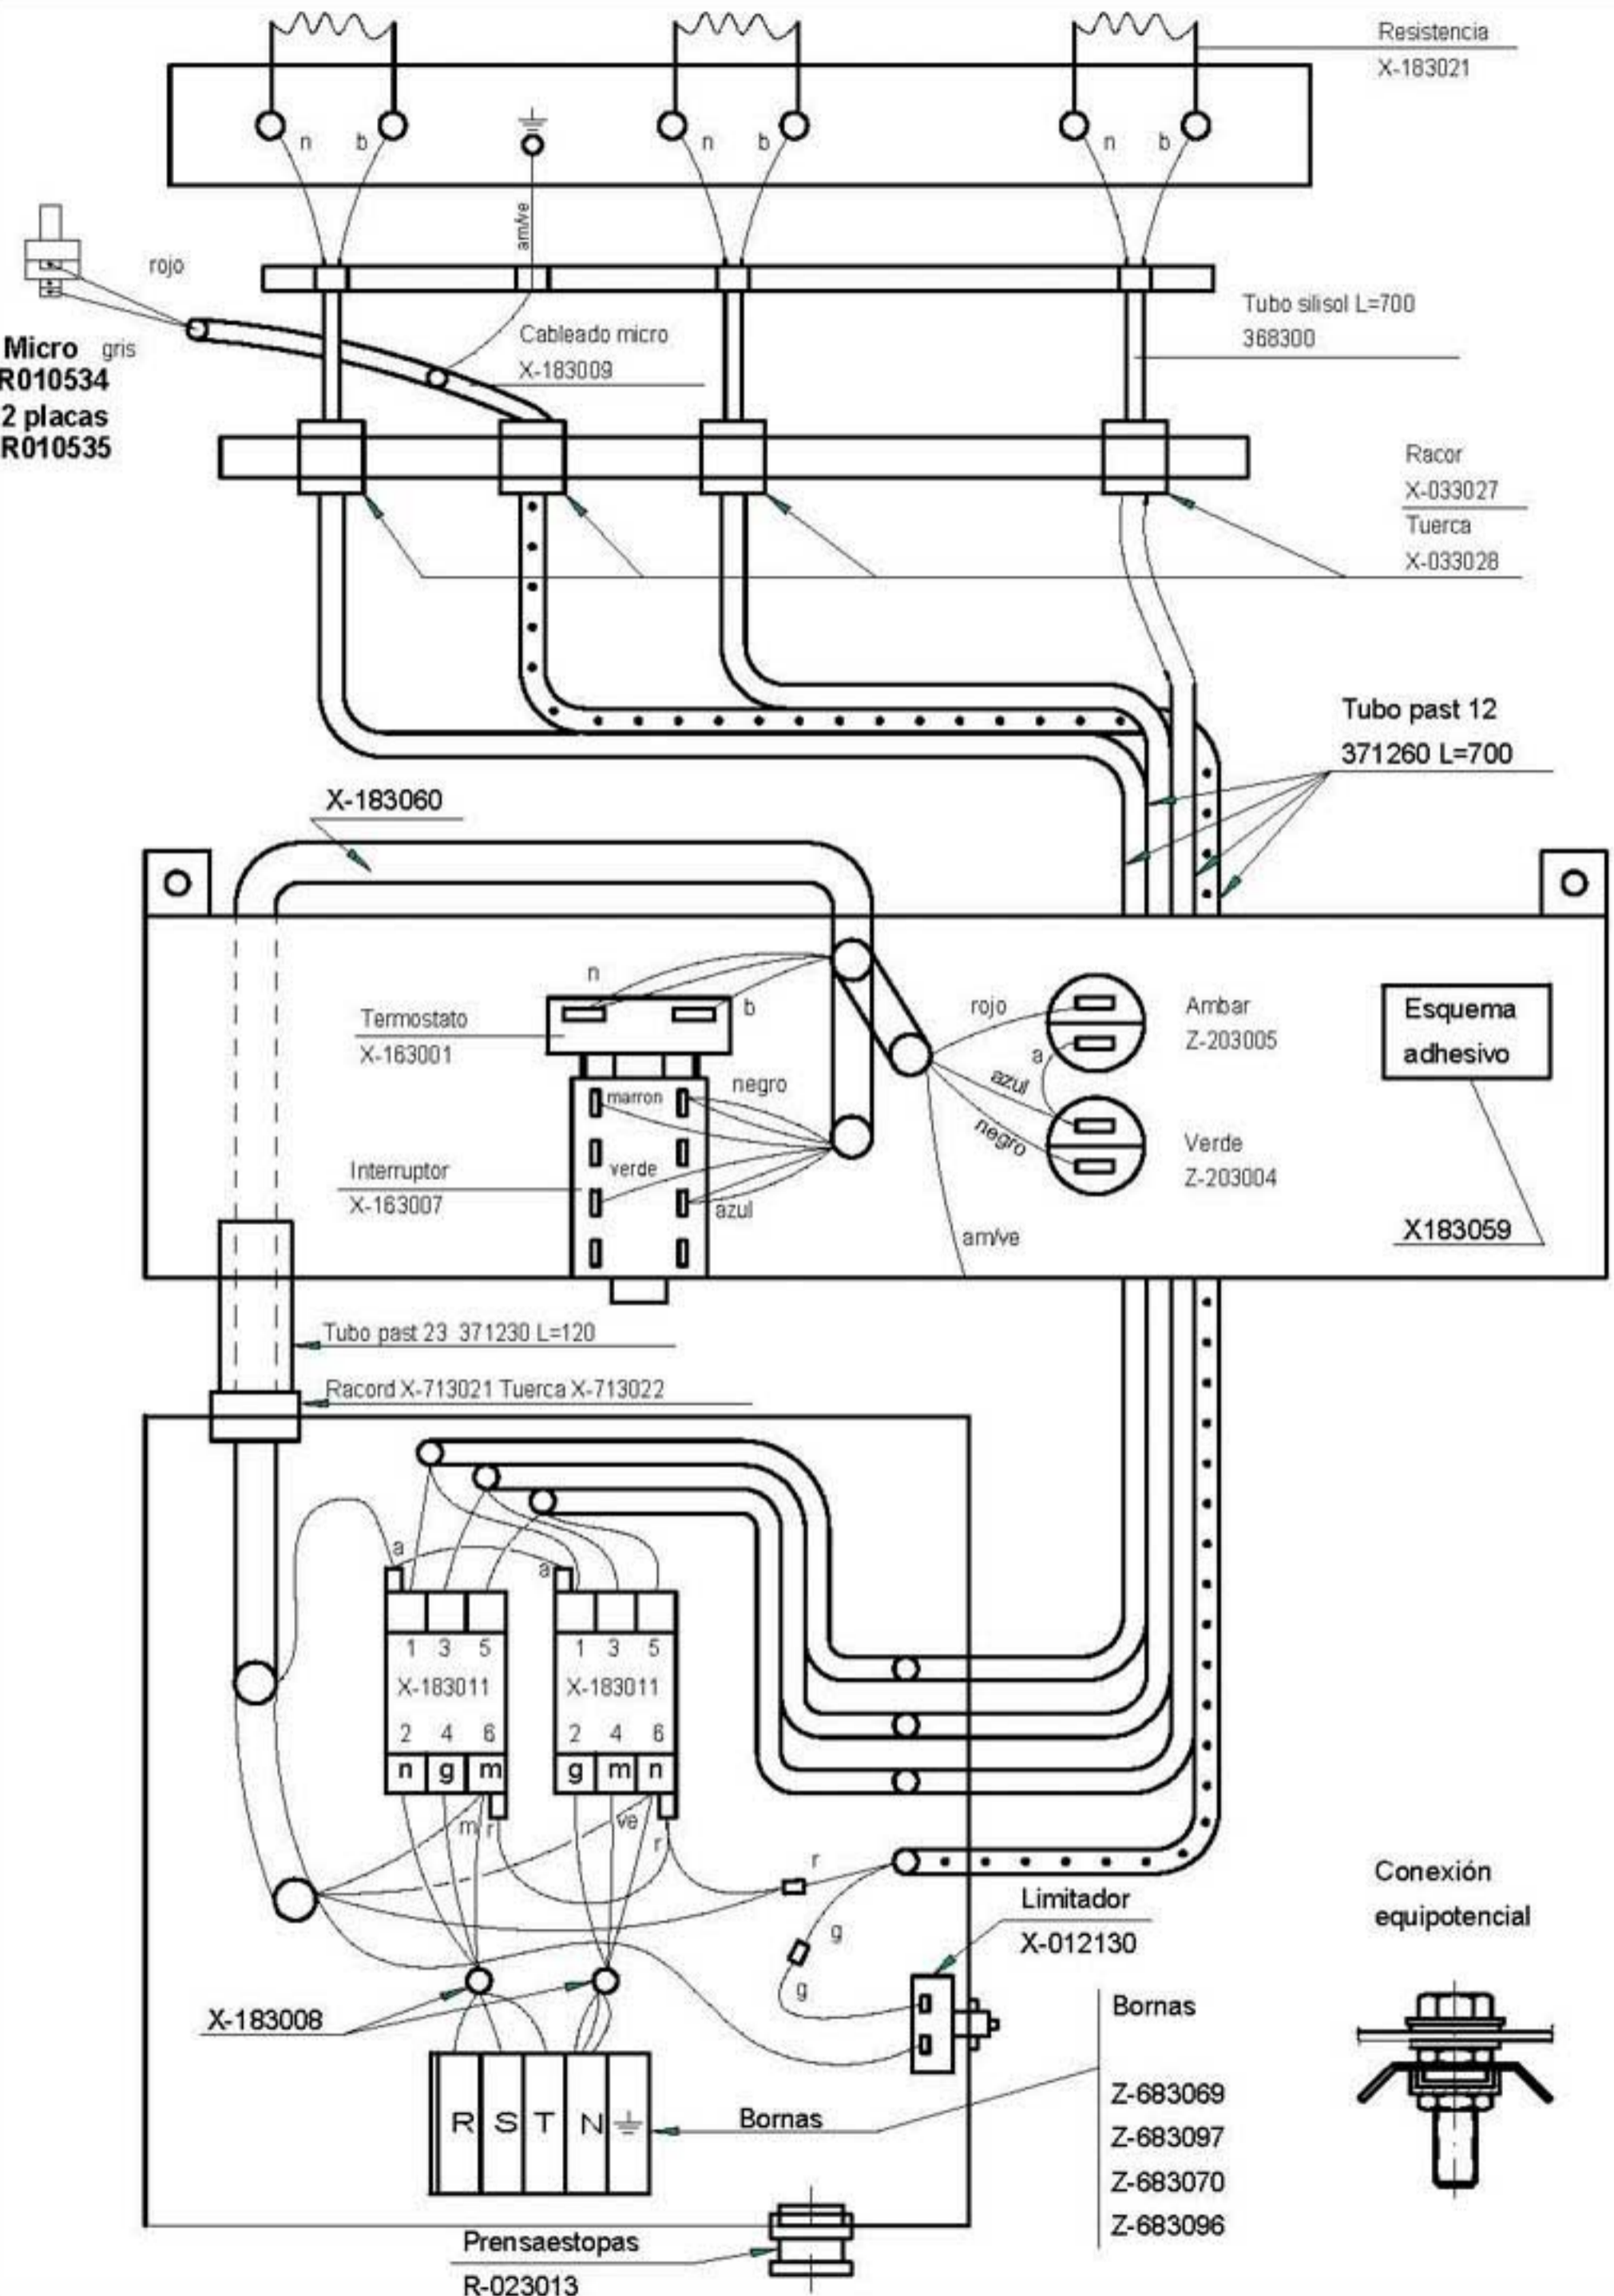 Resistencia
X-183021
n b n b n b
am/ve
rojo
Micro gris
R010534
2 placas
R010535
Cableado micro
X-183009
Tubo silisol L=700
368300
Racor
X-033027
Tuerca
X-033028
Tubo past 12
371260 L=700
X-183060
n
b
Termostato
X-163001
negro
marron
verde
azul
Interruptor
X-163007
rojo
a
azul
negro
am/ve
Ambar
Z-203005
Verde
Z-203004
Esquema
adhesivo
X183059
Tubo past 23 371230 L=120
Racord X-713021 Tuerca X-713022
a
a
1 3 5
X-183011
2 4 6
n g m
1 3 5
X-183011
2 4 6
g m n
m r
ve
r
r
g
g
Limitador
X-012130
X-183008
R S T N
Bornas
Bornas
Z-683069
Z-683097
Z-683070
Z-683096
Conexión
equipotencial
Prensaestopas
R-023013